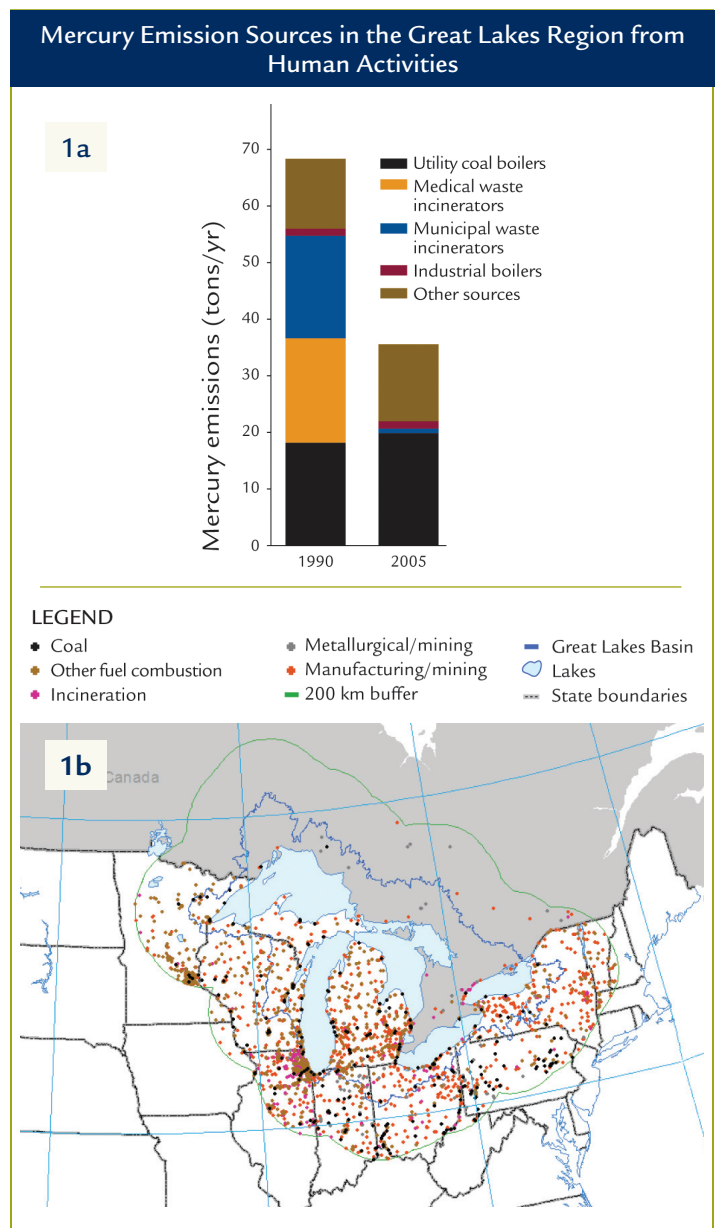 Mercury Emission Sources in the Great Lakes Region from
Human Activities
1a
Mercury emissions (tons/yr)
70
60
50
40
30
20
10
0
1990
2005
Utility coal boilers
Medical waste
incinerators
Municipal waste
incinerators
Industrial boilers
Other sources
LEGEND
Coal
Other fuel combustion
Incineration
Metallurgical/mining
Manufacturing/mining
200 km buffer
Great Lakes Basin
Lakes
State boundaries
1b
Canada